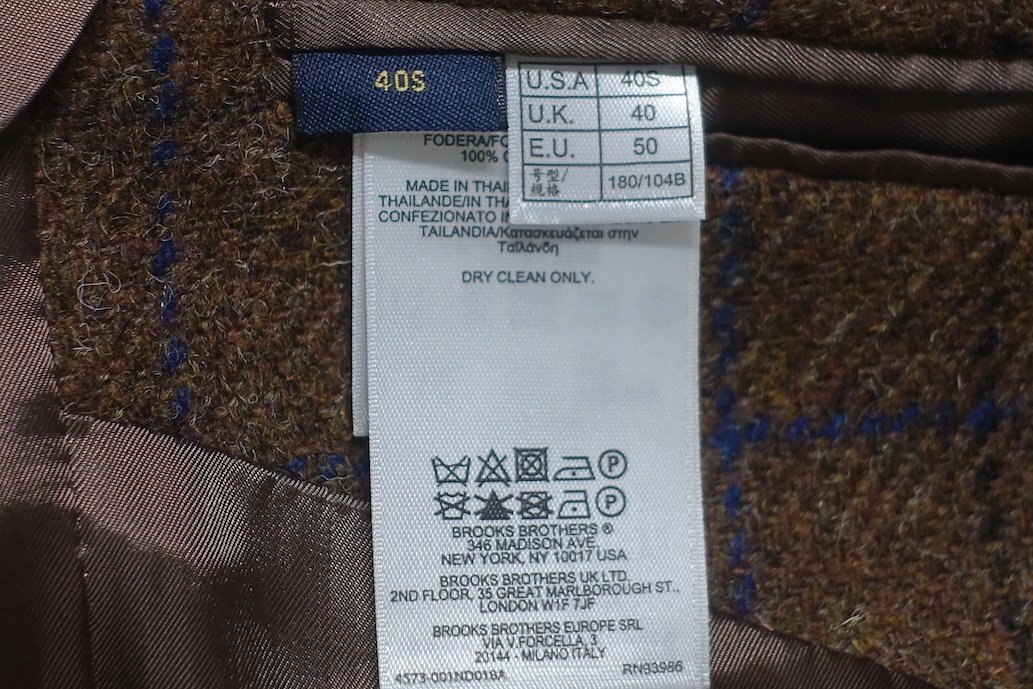 40S
U.S.A 40S
U.K. 40
E.U. 50
号型/ 180/104B
规格
FODERA/FO
100% C
MADE IN THAI
THAILANDE/IN THA
CONFEZIONATO IN
TAILANDIA/Κατασκευάζεται στην
Ταϊλάνδη
DRY CLEAN ONLY.
P
P
BROOKS BROTHERS ®
346 MADISON AVE.
NEW YORK, NY 10017 USA
BROOKS BROTHERS UK LTD.
2ND FLOOR, 35 GREAT MARLBOROUGH ST.,
LONDON W1F 7JF
BROOKS BROTHERS EUROPE SRL
VIA V.FORCELLA, 3
20144 - MILANO ITALY
4573-001ND018A RN93986